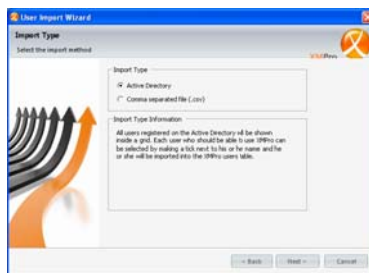 User Import Wizard
Import Type
Select the import method
XMPro
Import Type
Active Directory
Comma separated file (.csv)
Import Type Information
All users registered on the Active Directory will be shown
inside a grid. Each user who should be able to use XMPro can
be selected by making a tick next to his or he name and he
or she will be imported into the XMPro users table.
< Back
Next >
Cancel